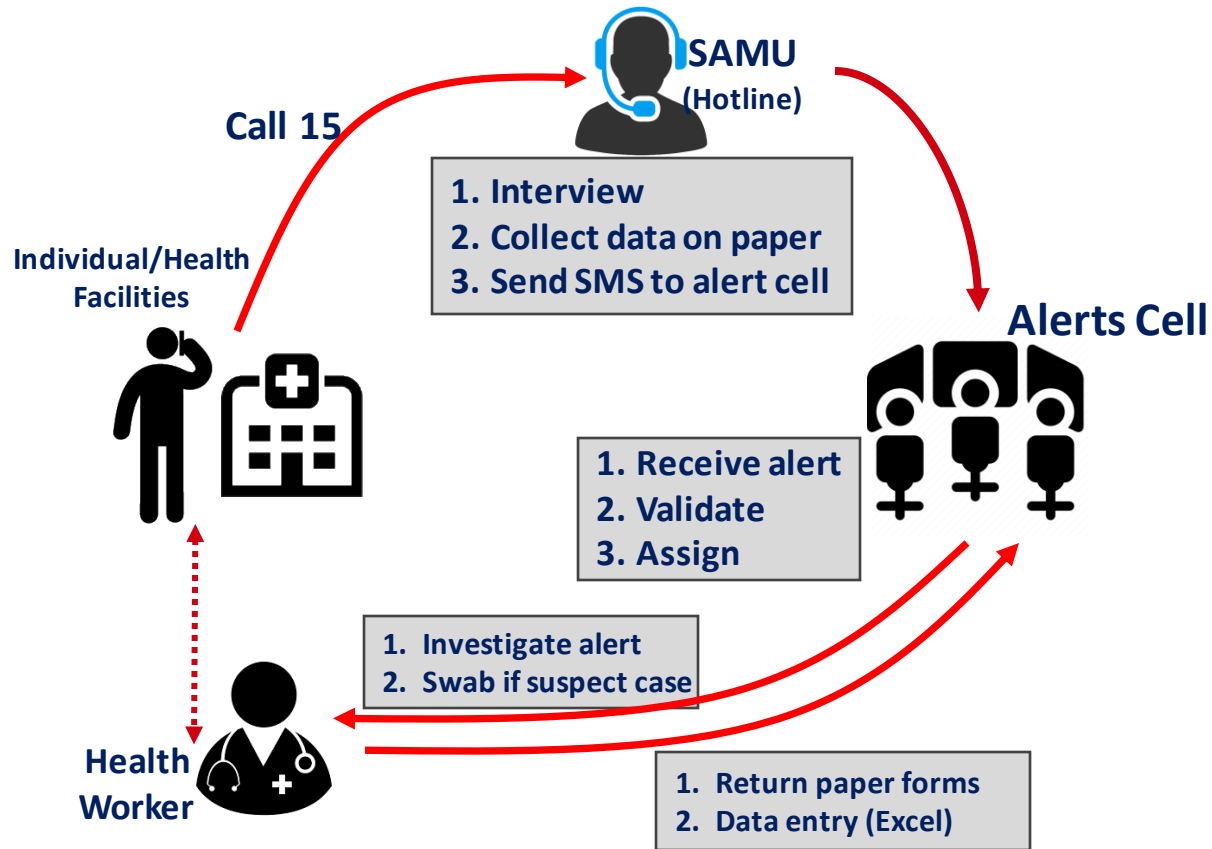 SAMU
(Hotline)
Call 15
1. Interview
2. Collect data on paper
3. Send SMS to alert cell
Individual/Health
Facilities
Alerts Cell
1. Receive alert
2. Validate
3. Assign
1. Investigate alert
2. Swab if suspect case
Health
Worker
1. Return paper forms
2. Data entry (Excel)